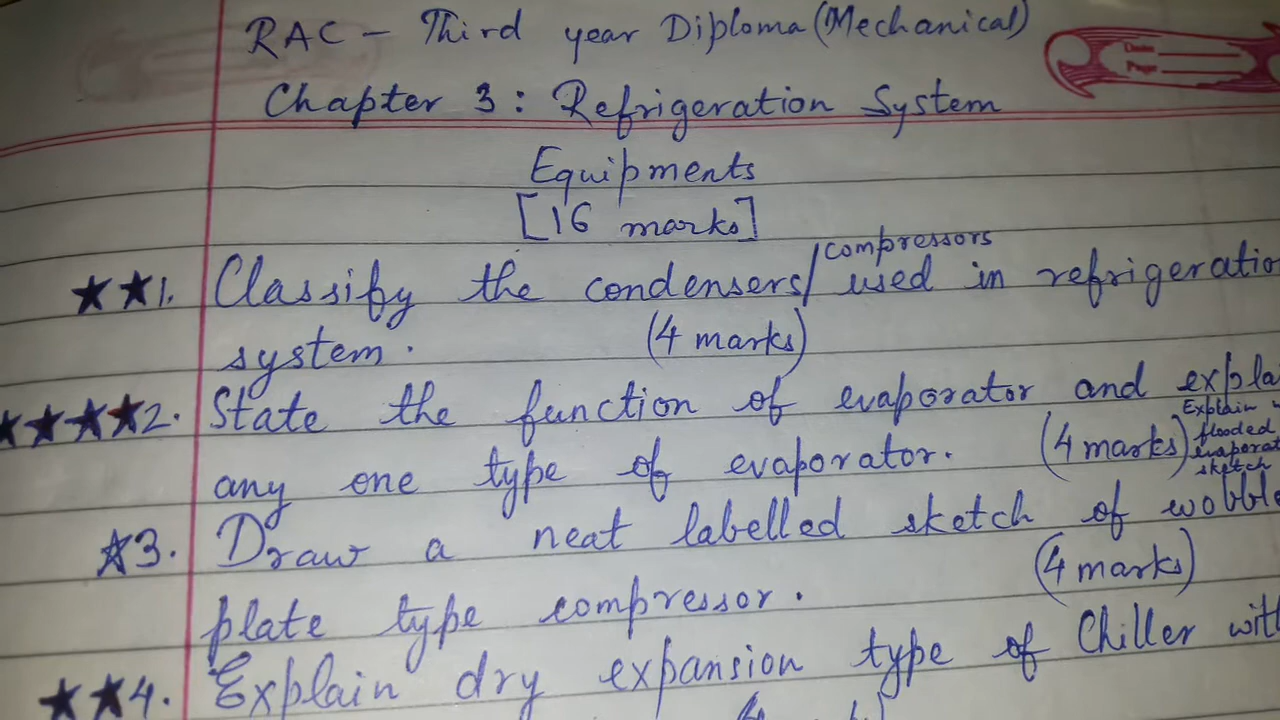 RAC - Third year Diploma (Mechanical)
Date:
Page:
Chapter 3: Refrigeration System
Equipments
[16 marks]
compressors
★★1. Classify the condensers/ used in refrigeratio
system. (4 marks)
★★★★2. State the function of evaporator and expla
any one type of evaporator. (4 marks)
Explain
flooded
evaporat
sketch
★3. Draw a neat labelled sketch of wobble
plate type compressor. (4 marks)
★★4. Explain dry expansion type of Chiller with